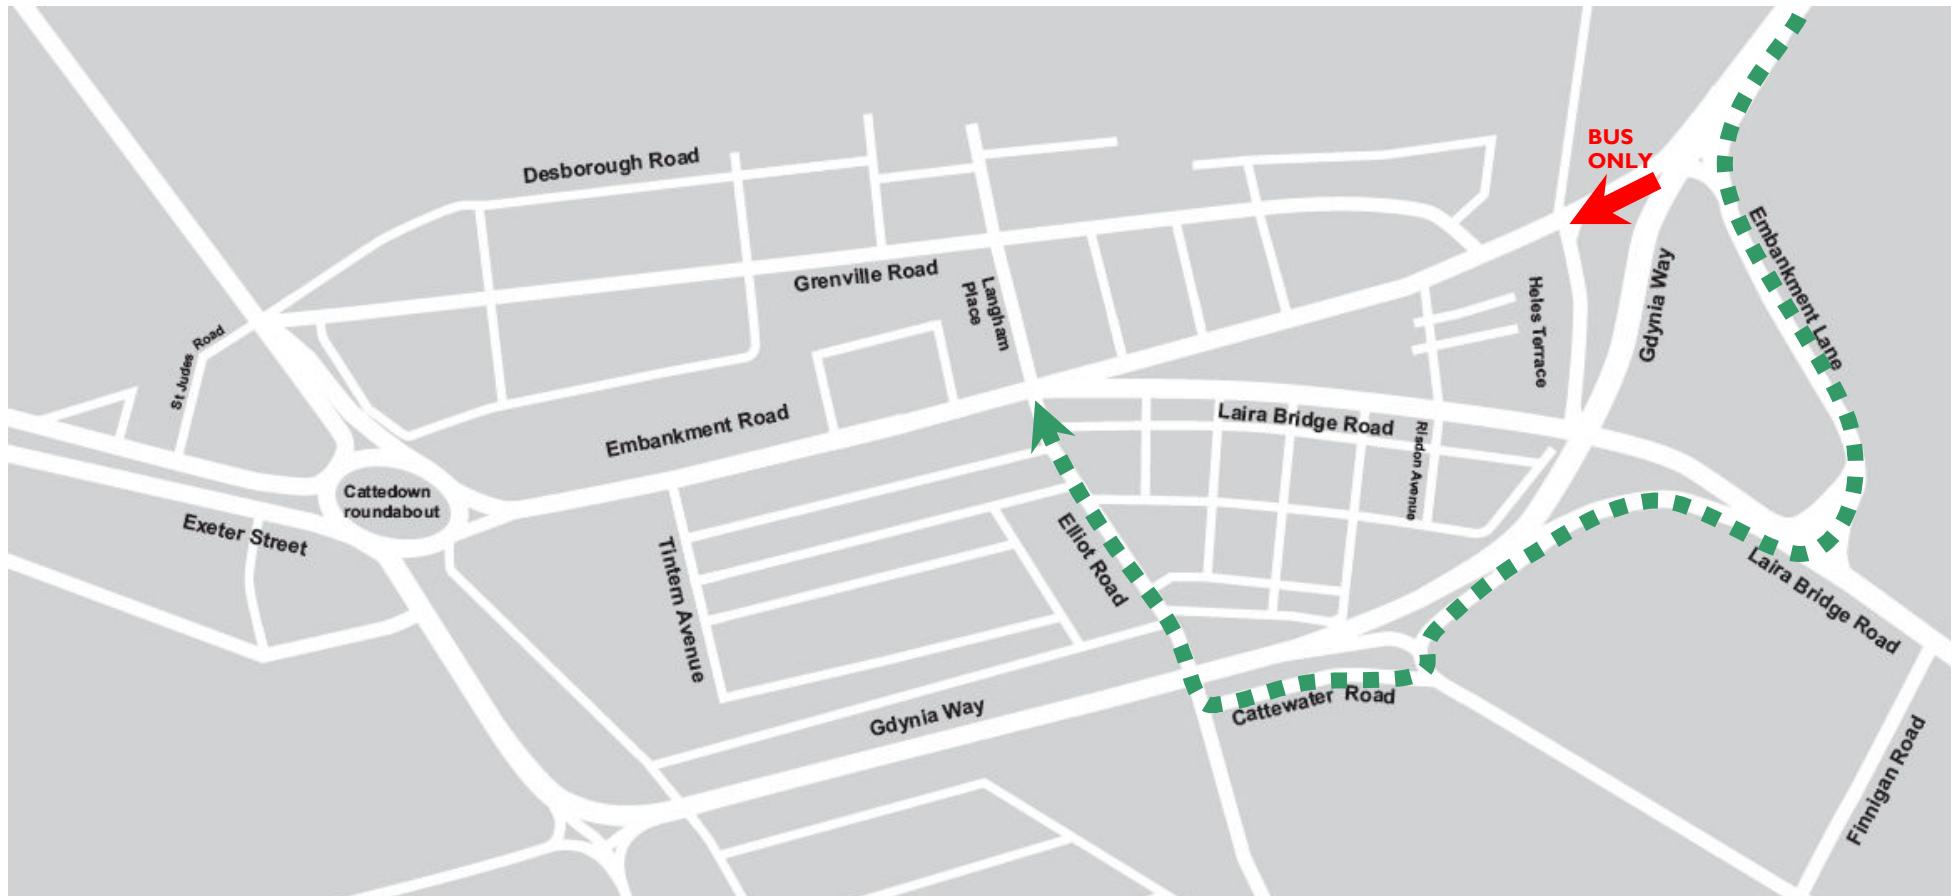 BUS
ONLY
Desborough Road
Embankment Lane
Grenville Road
Langham
Place
Heles Terrace
Gdynia Way
St Judes Road
Embankment Road
Laira Bridge Road
Risdon Avenue
Cattedown
roundabout
Exeter Street
Tintern Avenue
Elliot Road
Laira Bridge Road
Gdynia Way
Cattewater Road
Finnigan Road